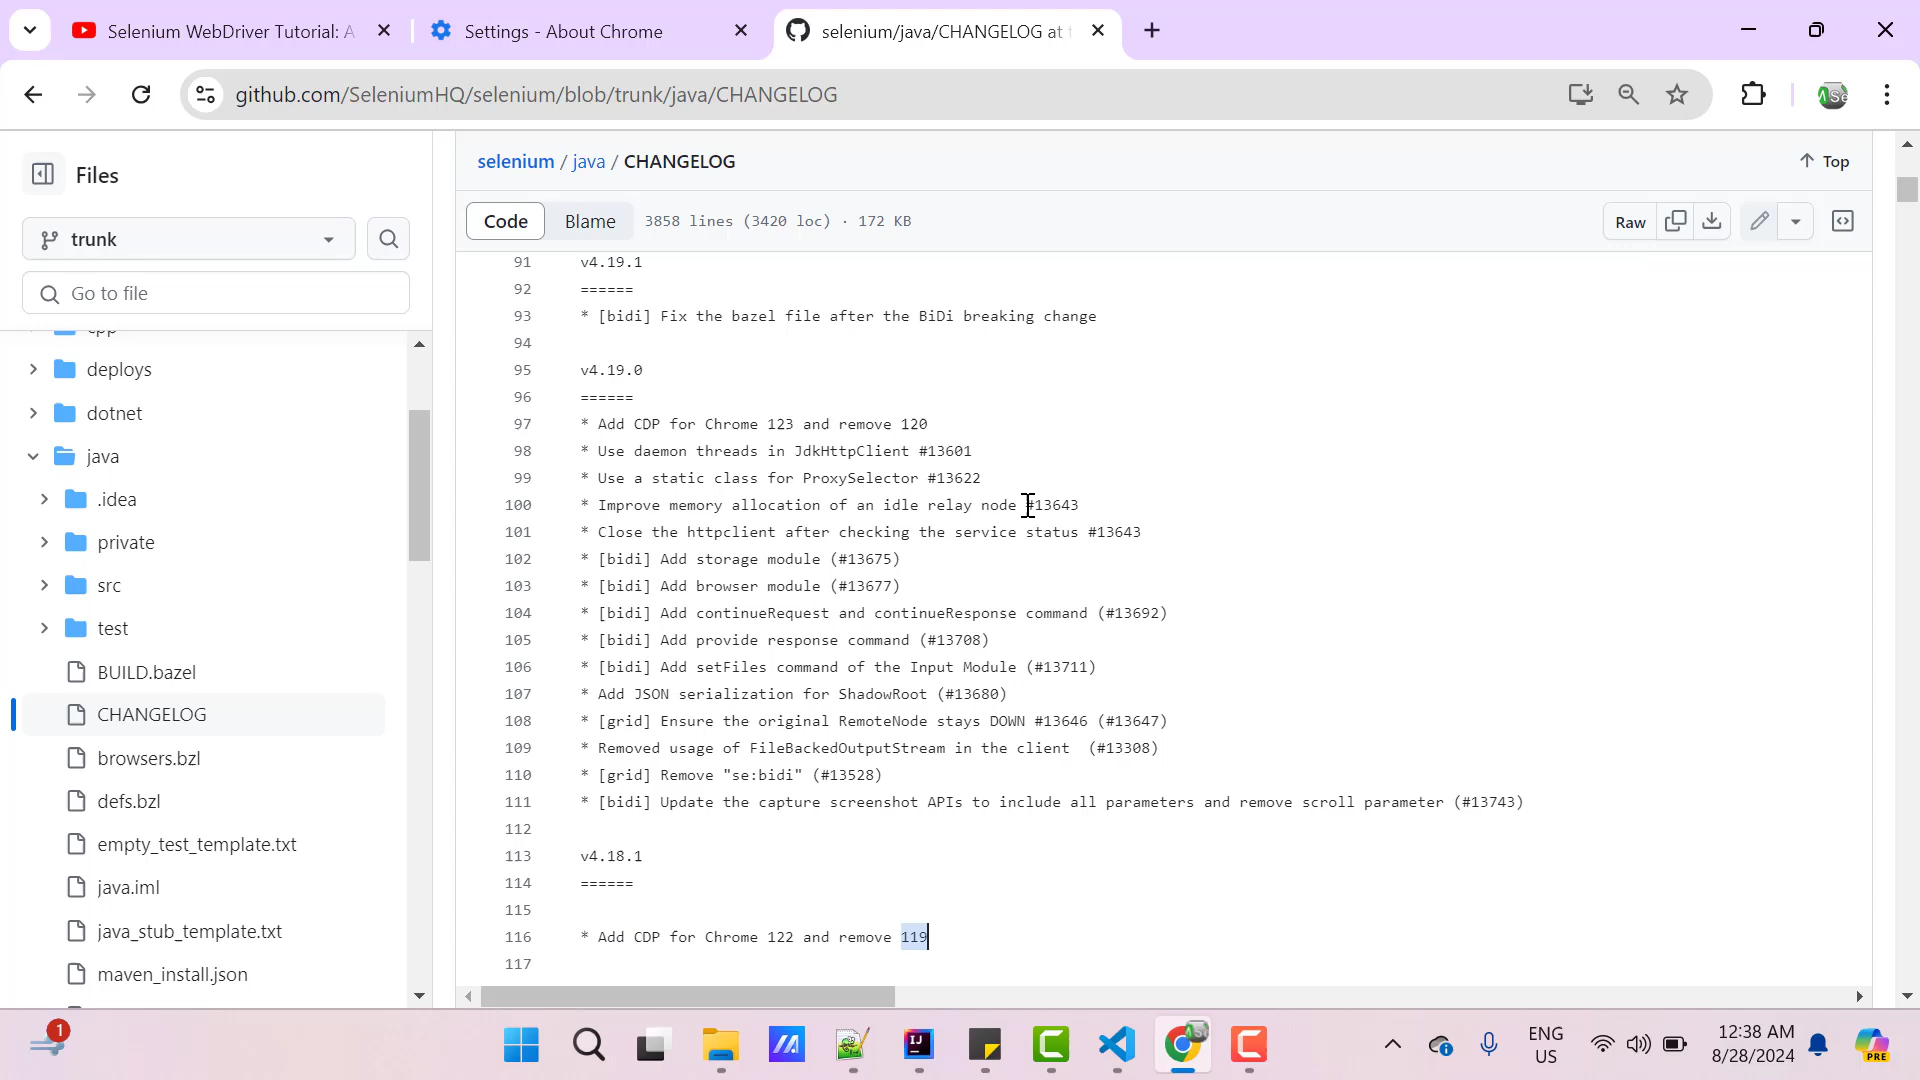 Selenium WebDriver Tutorial: A
Settings - About Chrome
selenium/java/CHANGELOG at t
github.com/SeleniumHQ/selenium/blob/trunk/java/CHANGELOG
Files
trunk
Go to file
deploys
dotnet
java
.idea
private
src
test
BUILD.bazel
CHANGELOG
browsers.bzl
defs.bzl
empty_test_template.txt
java.iml
java_stub_template.txt
maven_install.json
selenium / java / CHANGELOG
Top
Code
Blame
3858 lines (3420 loc) · 172 KB
Raw
91 v4.19.1
92 ======
93 * [bidi] Fix the bazel file after the BiDi breaking change
94
95 v4.19.0
96 ======
97 * Add CDP for Chrome 123 and remove 120
98 * Use daemon threads in JdkHttpClient #13601
99 * Use a static class for ProxySelector #13622
100 * Improve memory allocation of an idle relay node #13643
101 * Close the httpclient after checking the service status #13643
102 * [bidi] Add storage module (#13675)
103 * [bidi] Add browser module (#13677)
104 * [bidi] Add continueRequest and continueResponse command (#13692)
105 * [bidi] Add provide response command (#13708)
106 * [bidi] Add setFiles command of the Input Module (#13711)
107 * Add JSON serialization for ShadowRoot (#13680)
108 * [grid] Ensure the original RemoteNode stays DOWN #13646 (#13647)
109 * Removed usage of FileBackedOutputStream in the client  (#13308)
110 * [grid] Remove "se:bidi" (#13528)
111 * [bidi] Update the capture screenshot APIs to include all parameters and remove scroll parameter (#13743)
112
113 v4.18.1
114 ======
115
116 * Add CDP for Chrome 122 and remove 119
117
1
ENG
US
12:38 AM
8/28/2024
PRE